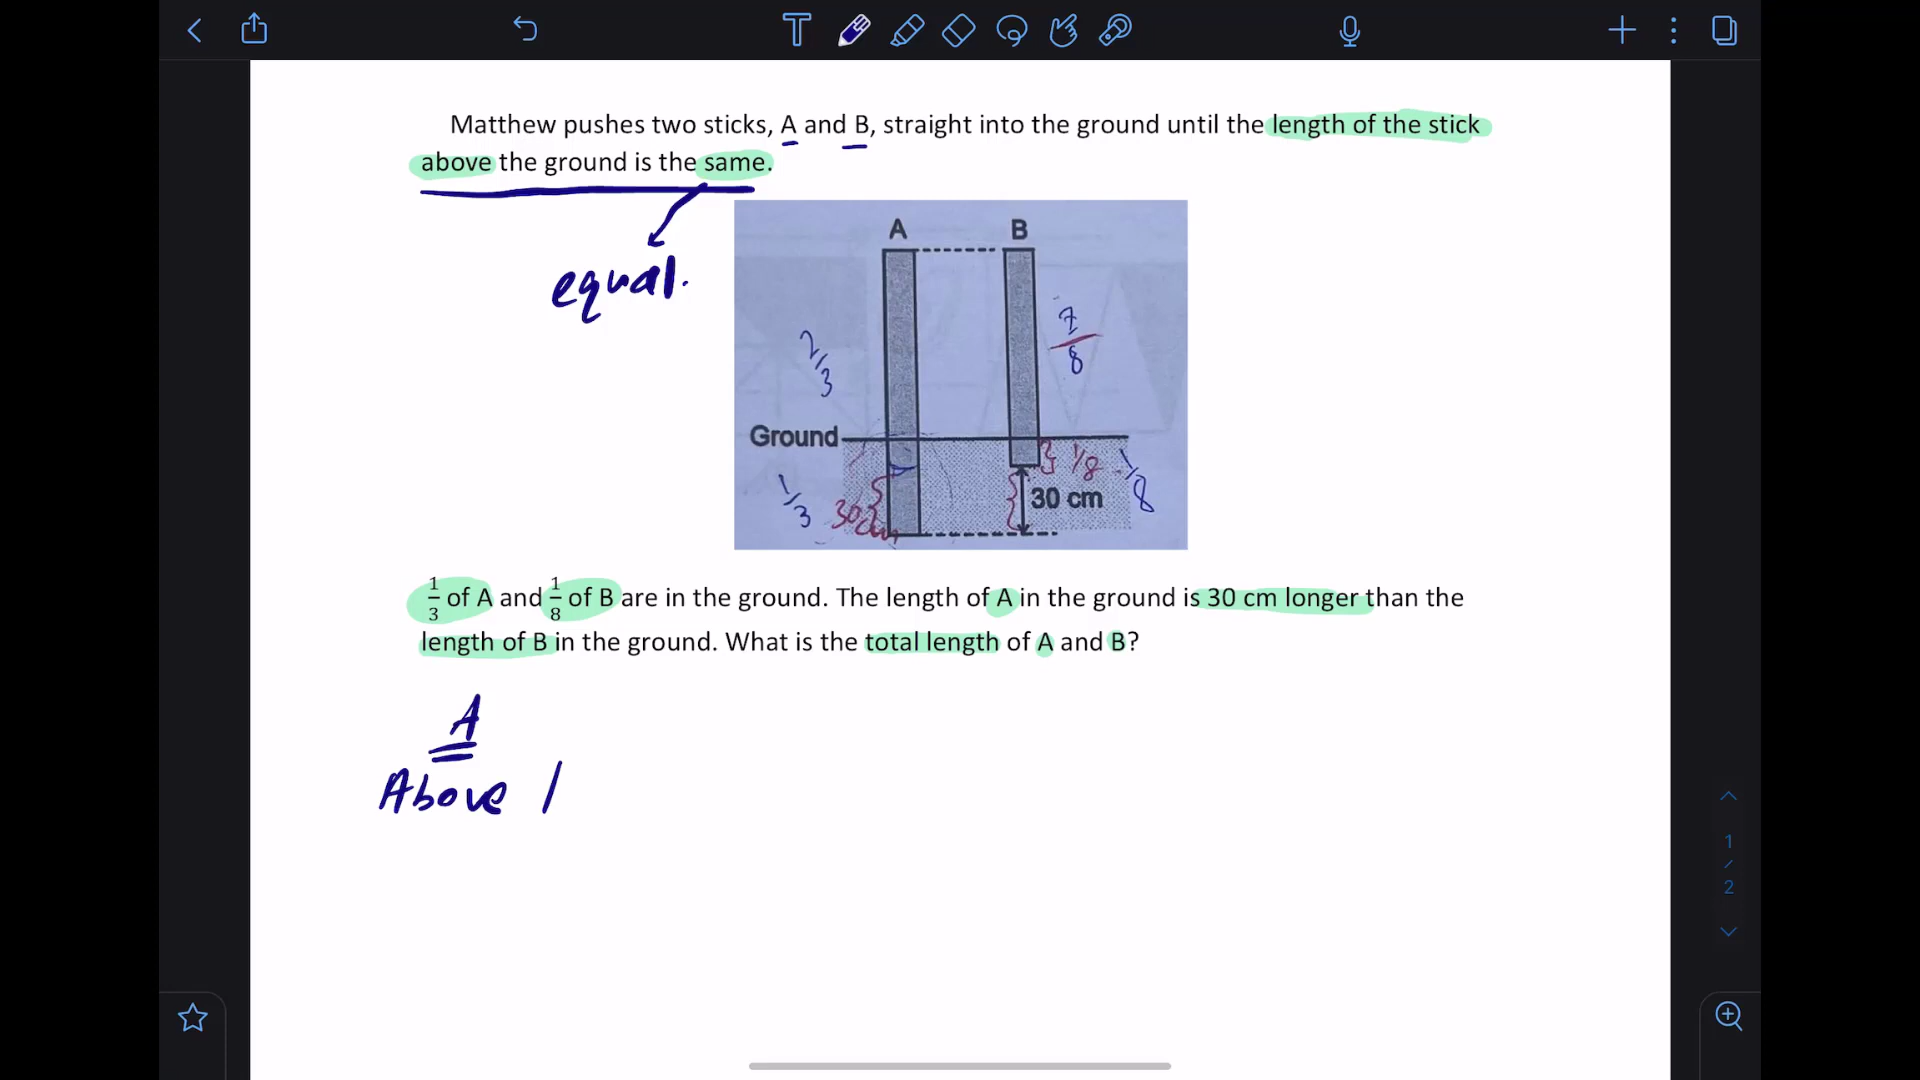 Matthew pushes two sticks, A and B, straight into the ground until the length of the stick
above the ground is the same.
equal.
A B
2/3
7/8
Ground
1/8 1/8
1/3 30cm 30 cm
1/3 of A and 1/8 of B are in the ground. The length of A in the ground is 30 cm longer than the
length of B in the ground. What is the total length of A and B?
A
Above /
1
/
2